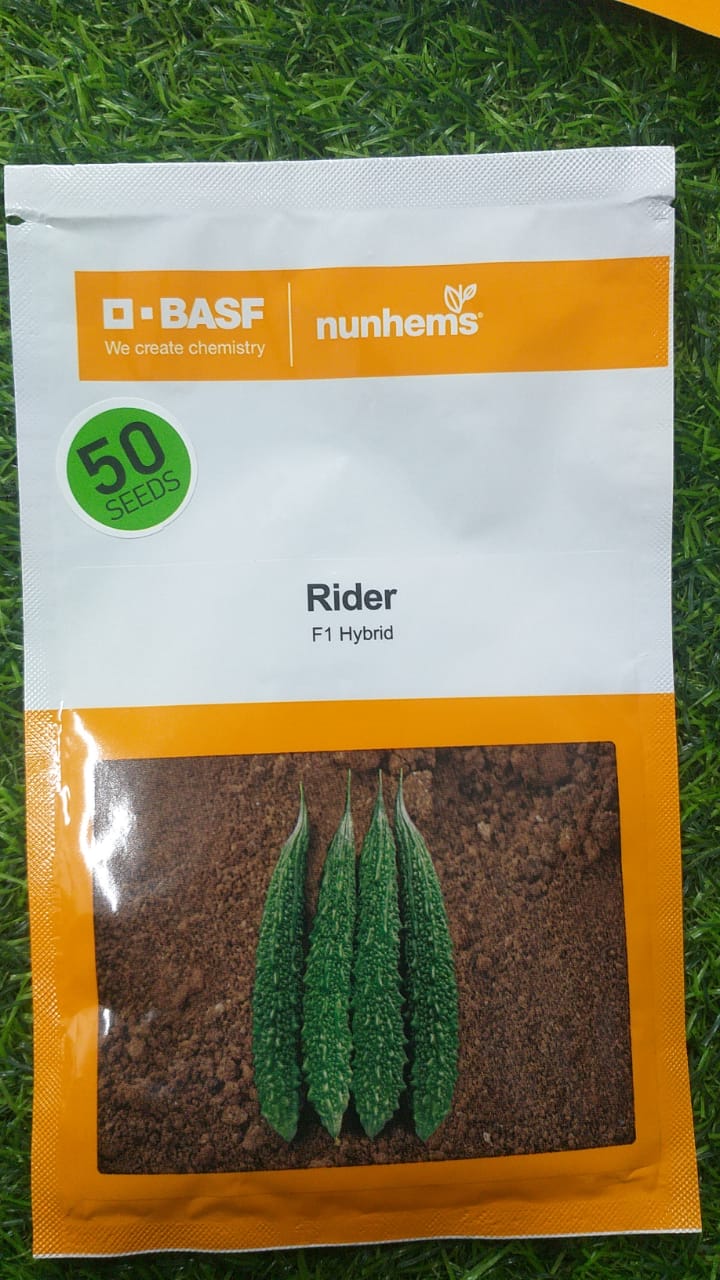 BASF
We create chemistry
nunhems®
50
SEEDS
Rider
F1 Hybrid